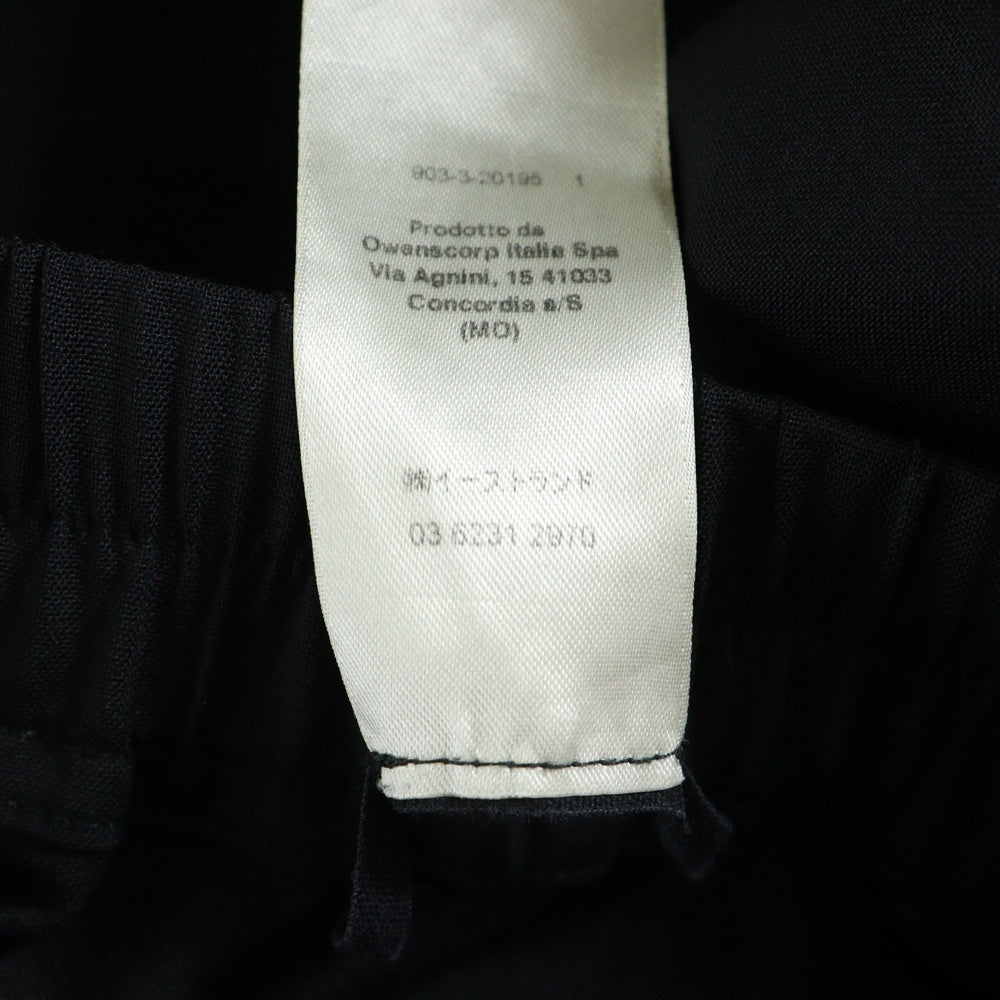 903-3-20195 1
Prodotto da
Owenscorp Italia Spa
Via Agnini, 15 41033
Concordia s/S
(MO)
㈱イーストランド
03 6231 2970